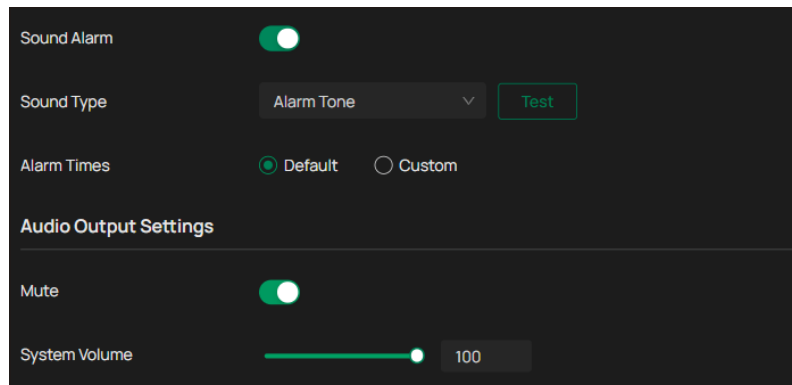 Sound Alarm
Sound Type Alarm Tone Test
Alarm Times Default Custom
Audio Output Settings
Mute
System Volume 100